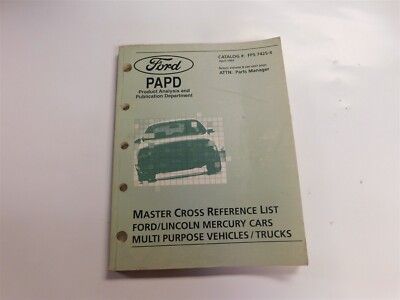 Ford
PAPD
Product Analysis and
Publication Department
CATALOG #
ATTN: Parts Manager
MASTER CROSS REFERENCE LIST
FORD/LINCOLN MERCURY CARS
MULTI PURPOSE VEHICLES/TRUCKS